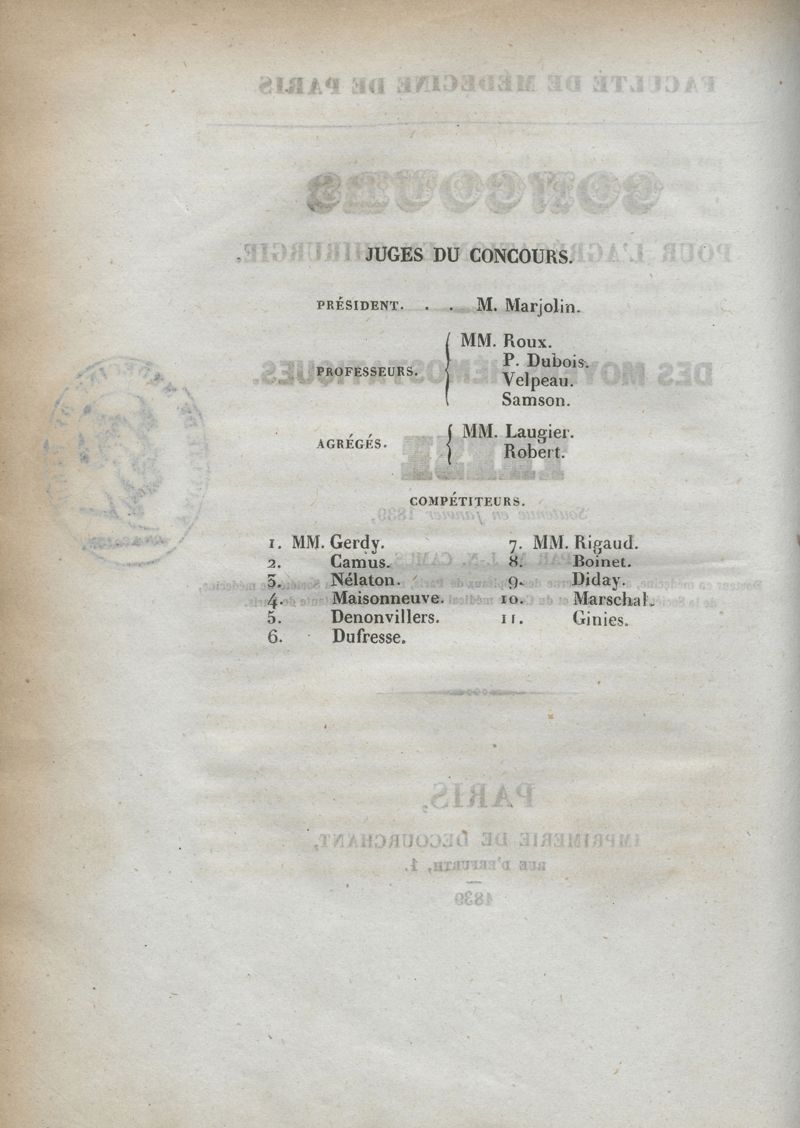 JUGES DU CONCOURS.
PRÉSIDENT. . . M. Marjolin.
PROFESSEURS. MM. Roux.
P. Dubois.
Velpeau.
Samson.
AGRÉGÉS. MM. Laugier.
Robert.
COMPÉTITEURS.
1. MM. Gerdy.
2. Camus.
3. Nélaton.
4. Maisonneuve.
5. Denonvillers.
6. Dufresse.
7. MM. Rigaud.
8. Boinet.
9. Diday.
10. Marschal.
11. Ginies.